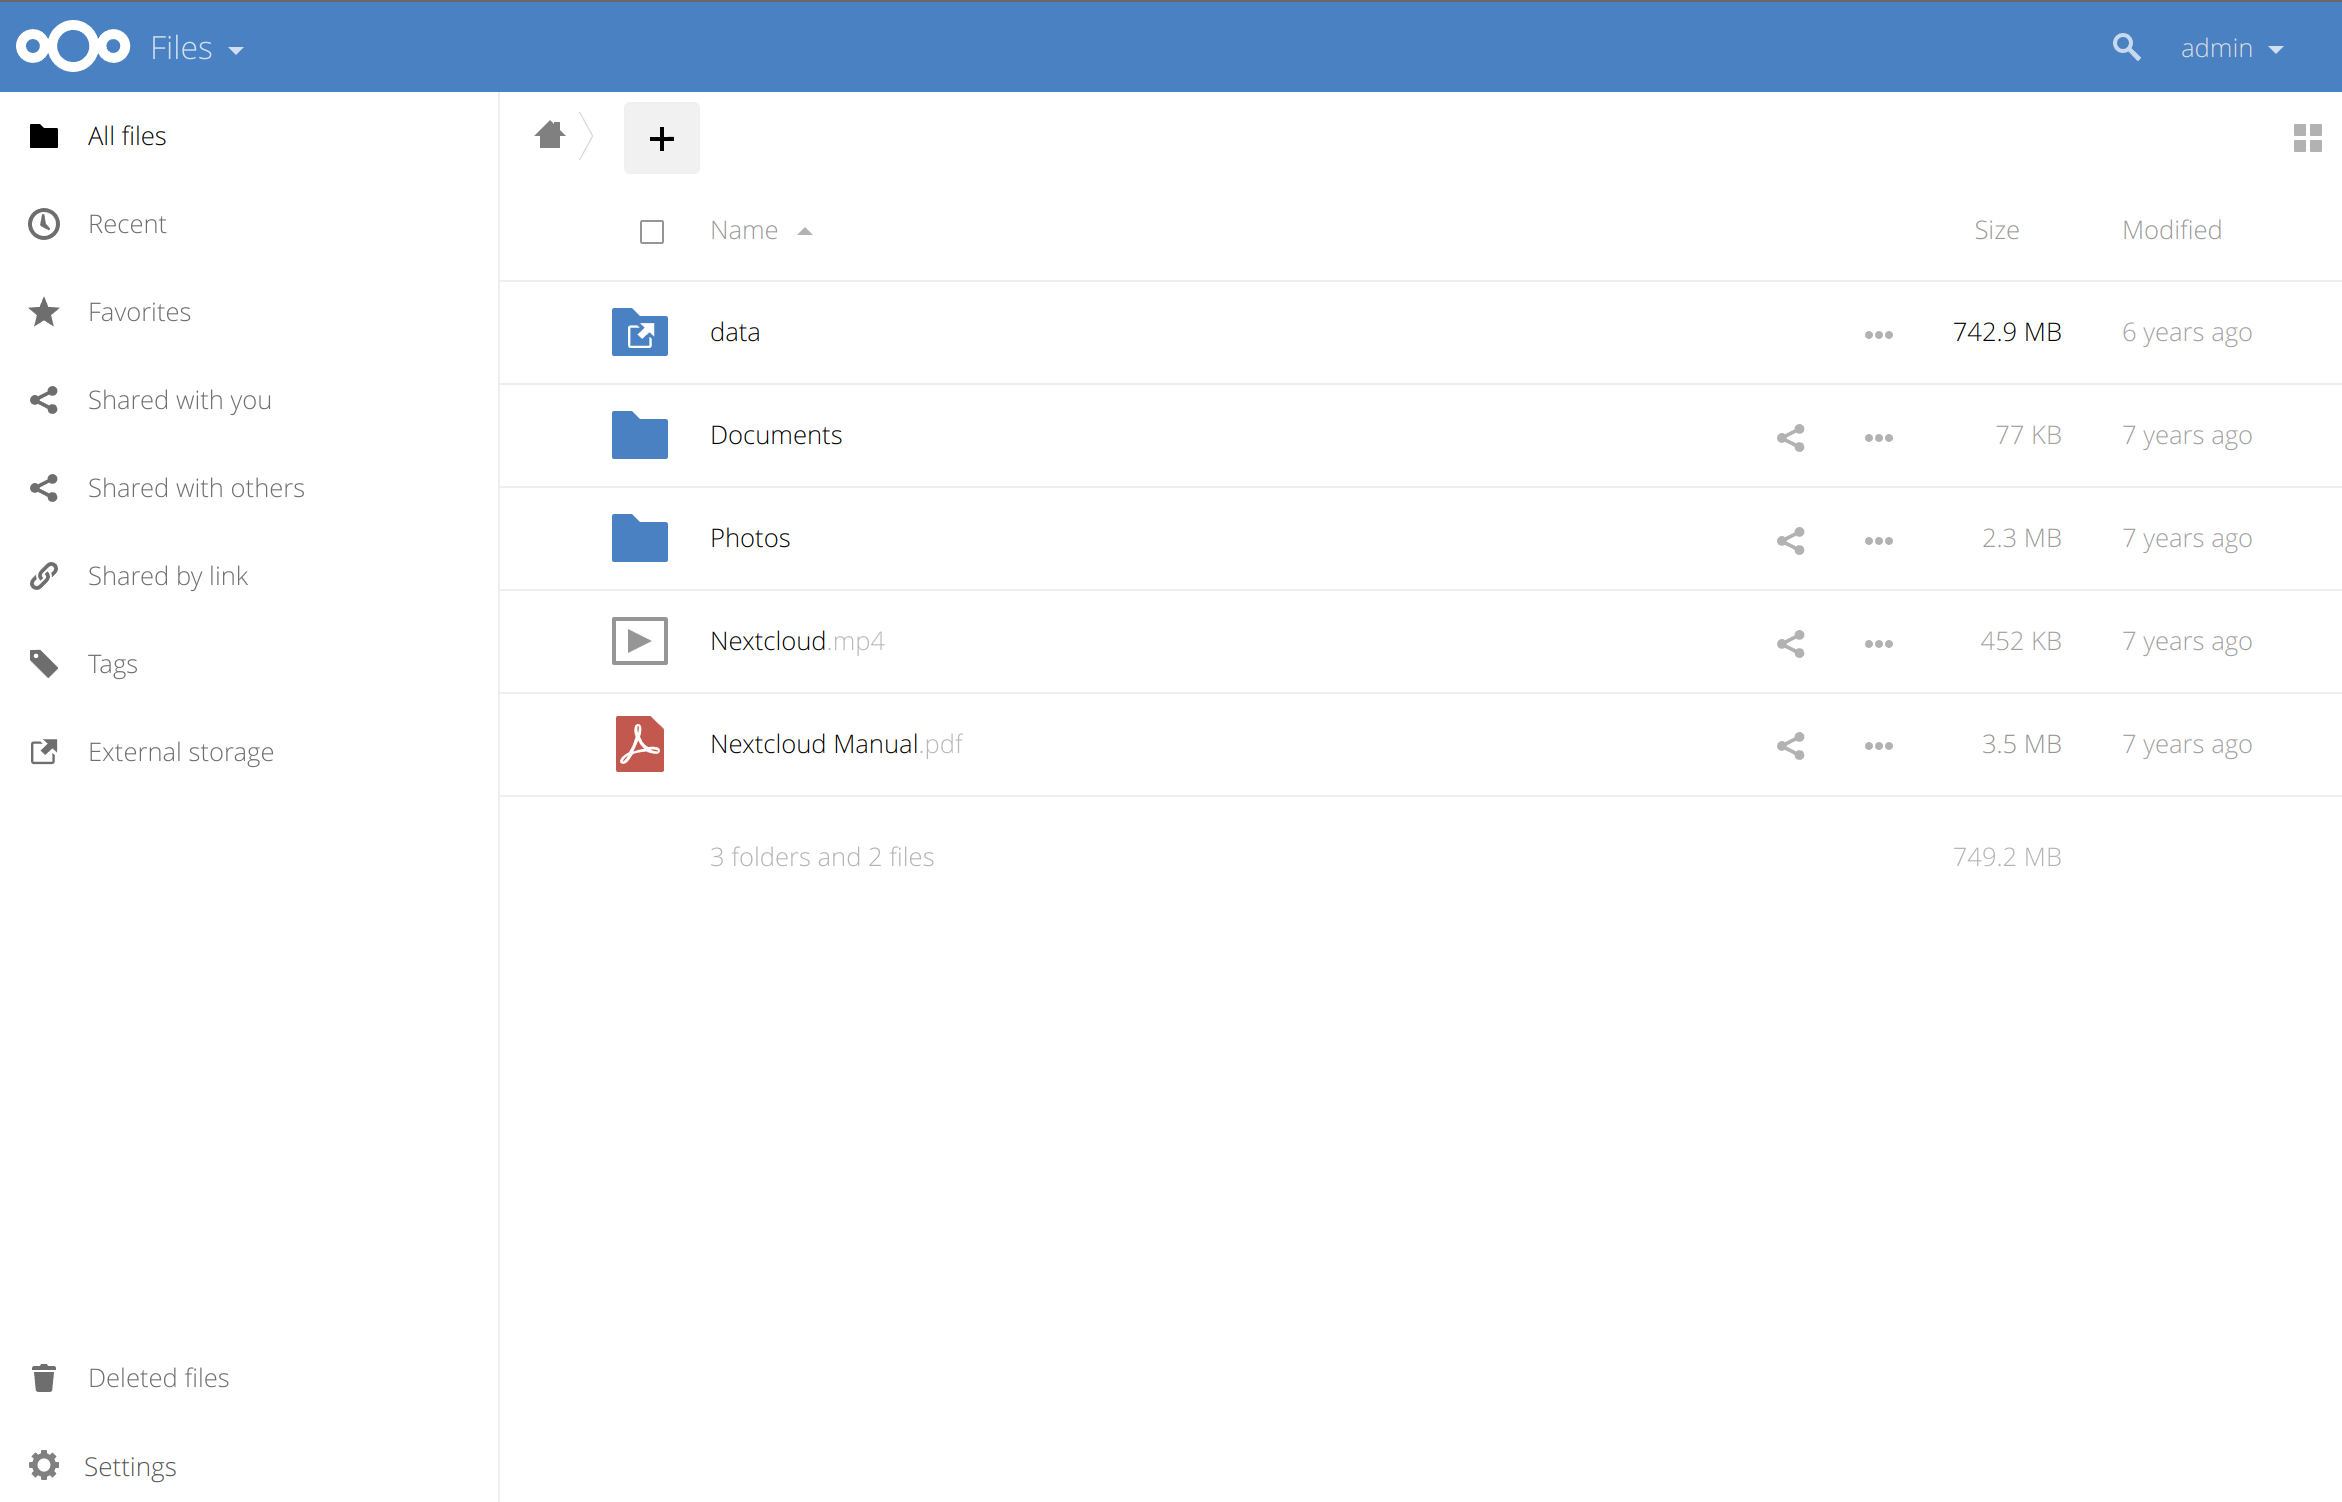 Files
admin
All files
Recent
Favorites
Shared with you
Shared with others
Shared by link
Tags
External storage
Deleted files
Settings
Name Size Modified
data 742.9 MB 6 years ago
Documents 77 KB 7 years ago
Photos 2.3 MB 7 years ago
Nextcloud.mp4 452 KB 7 years ago
Nextcloud Manual.pdf 3.5 MB 7 years ago
3 folders and 2 files 749.2 MB